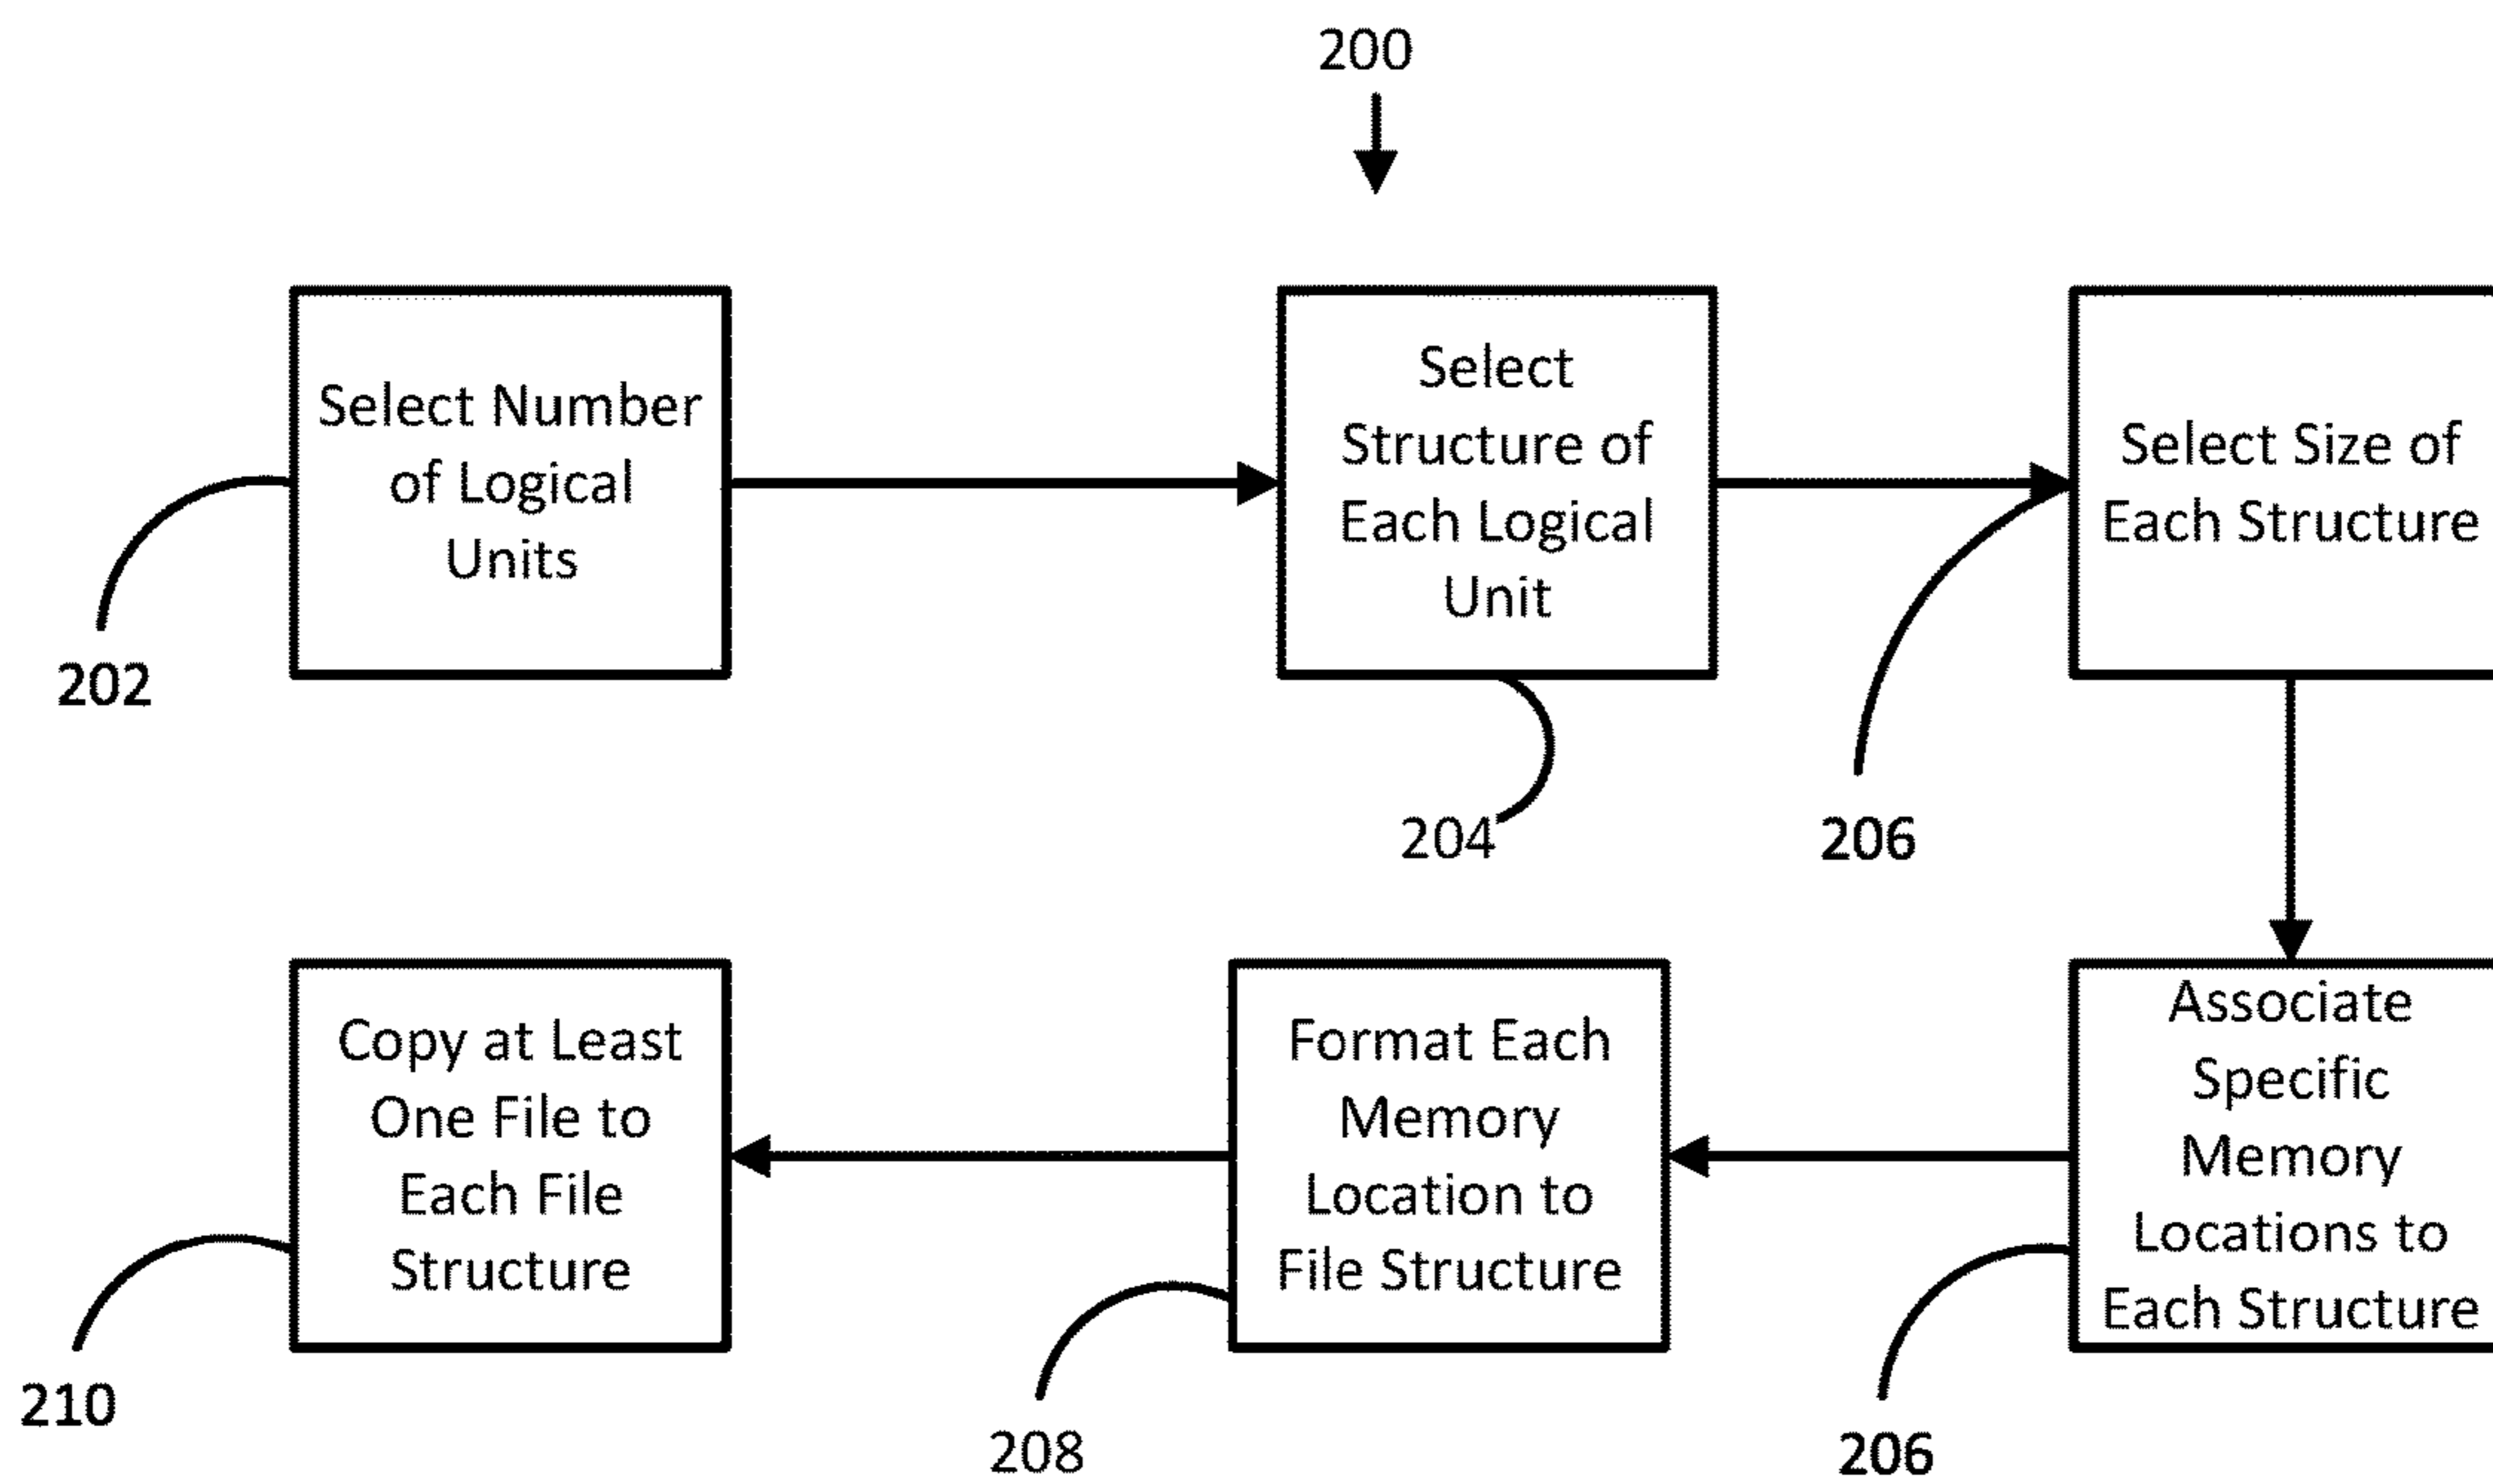 200
Select Number
of Logical
Units
202
Select
Structure of
Each Logical
Unit
204
Select Size of
Each Structure
206
Associate
Specific
Memory
Locations to
Each Structure
206
Format Each
Memory
Location to
File Structure
208
Copy at Least
One File to
Each File
Structure
210